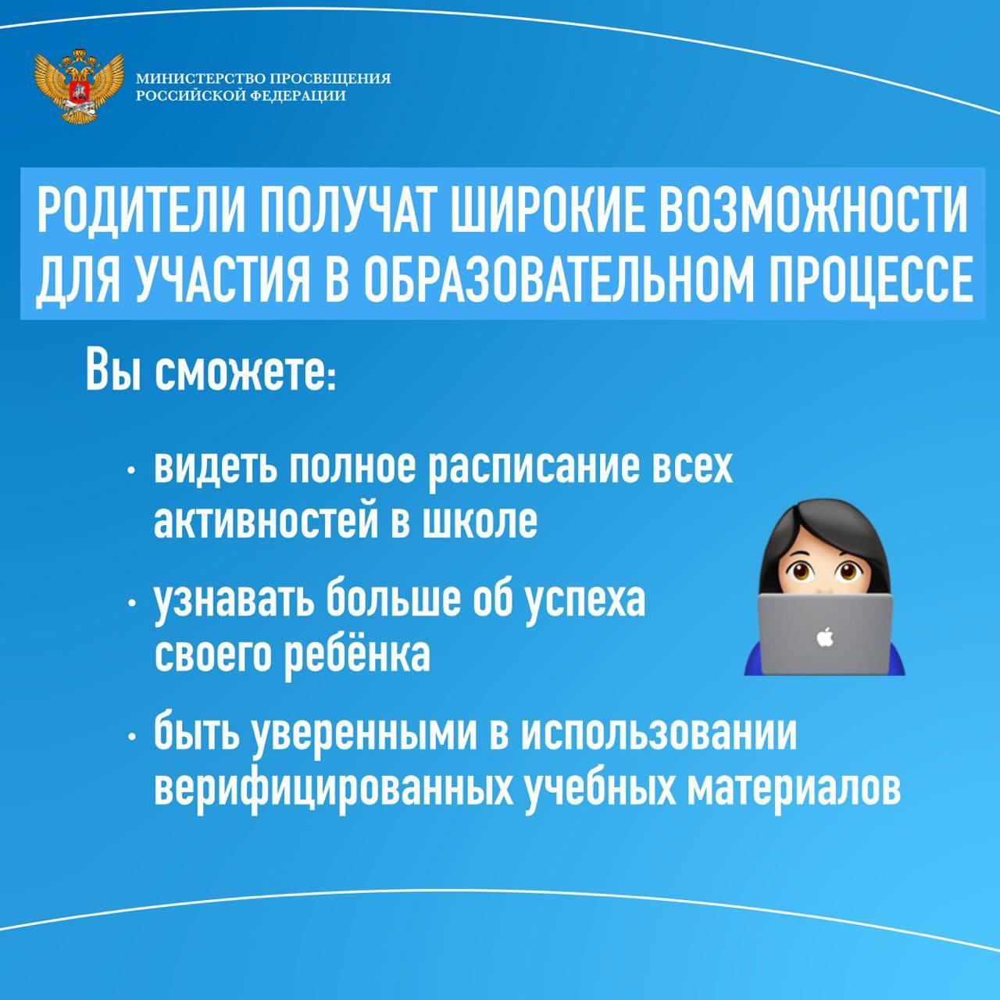 МИНИСТЕРСТВО ПРОСВЕЩЕНИЯ
РОССИЙСКОЙ ФЕДЕРАЦИИ
РОДИТЕЛИ ПОЛУЧАТ ШИРОКИЕ ВОЗМОЖНОСТИ
ДЛЯ УЧАСТИЯ В ОБРАЗОВАТЕЛЬНОМ ПРОЦЕССЕ
Вы сможете:
• видеть полное расписание всех
активностей в школе
• узнавать больше об успеха
своего ребёнка
• быть уверенными в использовании
верифицированных учебных материалов